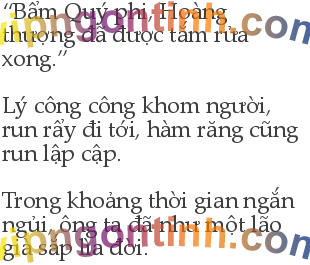 “Bẩm Quý phi, Hoàng
thượng đã được tắm rửa
xong.”
Lý công công khom người,
run rẩy đi tới, hàm răng cũng
run lập cập.
Trong khoảng thời gian ngắn
ngủi, ông ta đã như một lão
già sắp lìa đời.